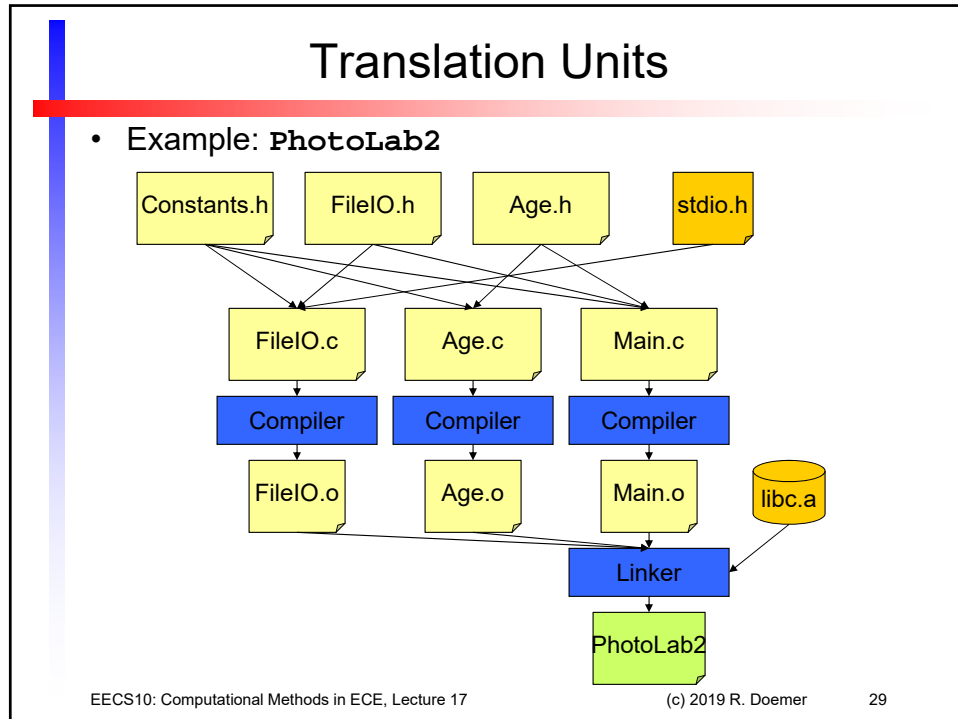 Translation Units
• Example: PhotoLab2
Constants.h
FileIO.h
Age.h
stdio.h
FileIO.c
Age.c
Main.c
Compiler
Compiler
Compiler
FileIO.o
Age.o
Main.o
libc.a
Linker
PhotoLab2
EECS10: Computational Methods in ECE, Lecture 17
(c) 2019 R. Doemer
29